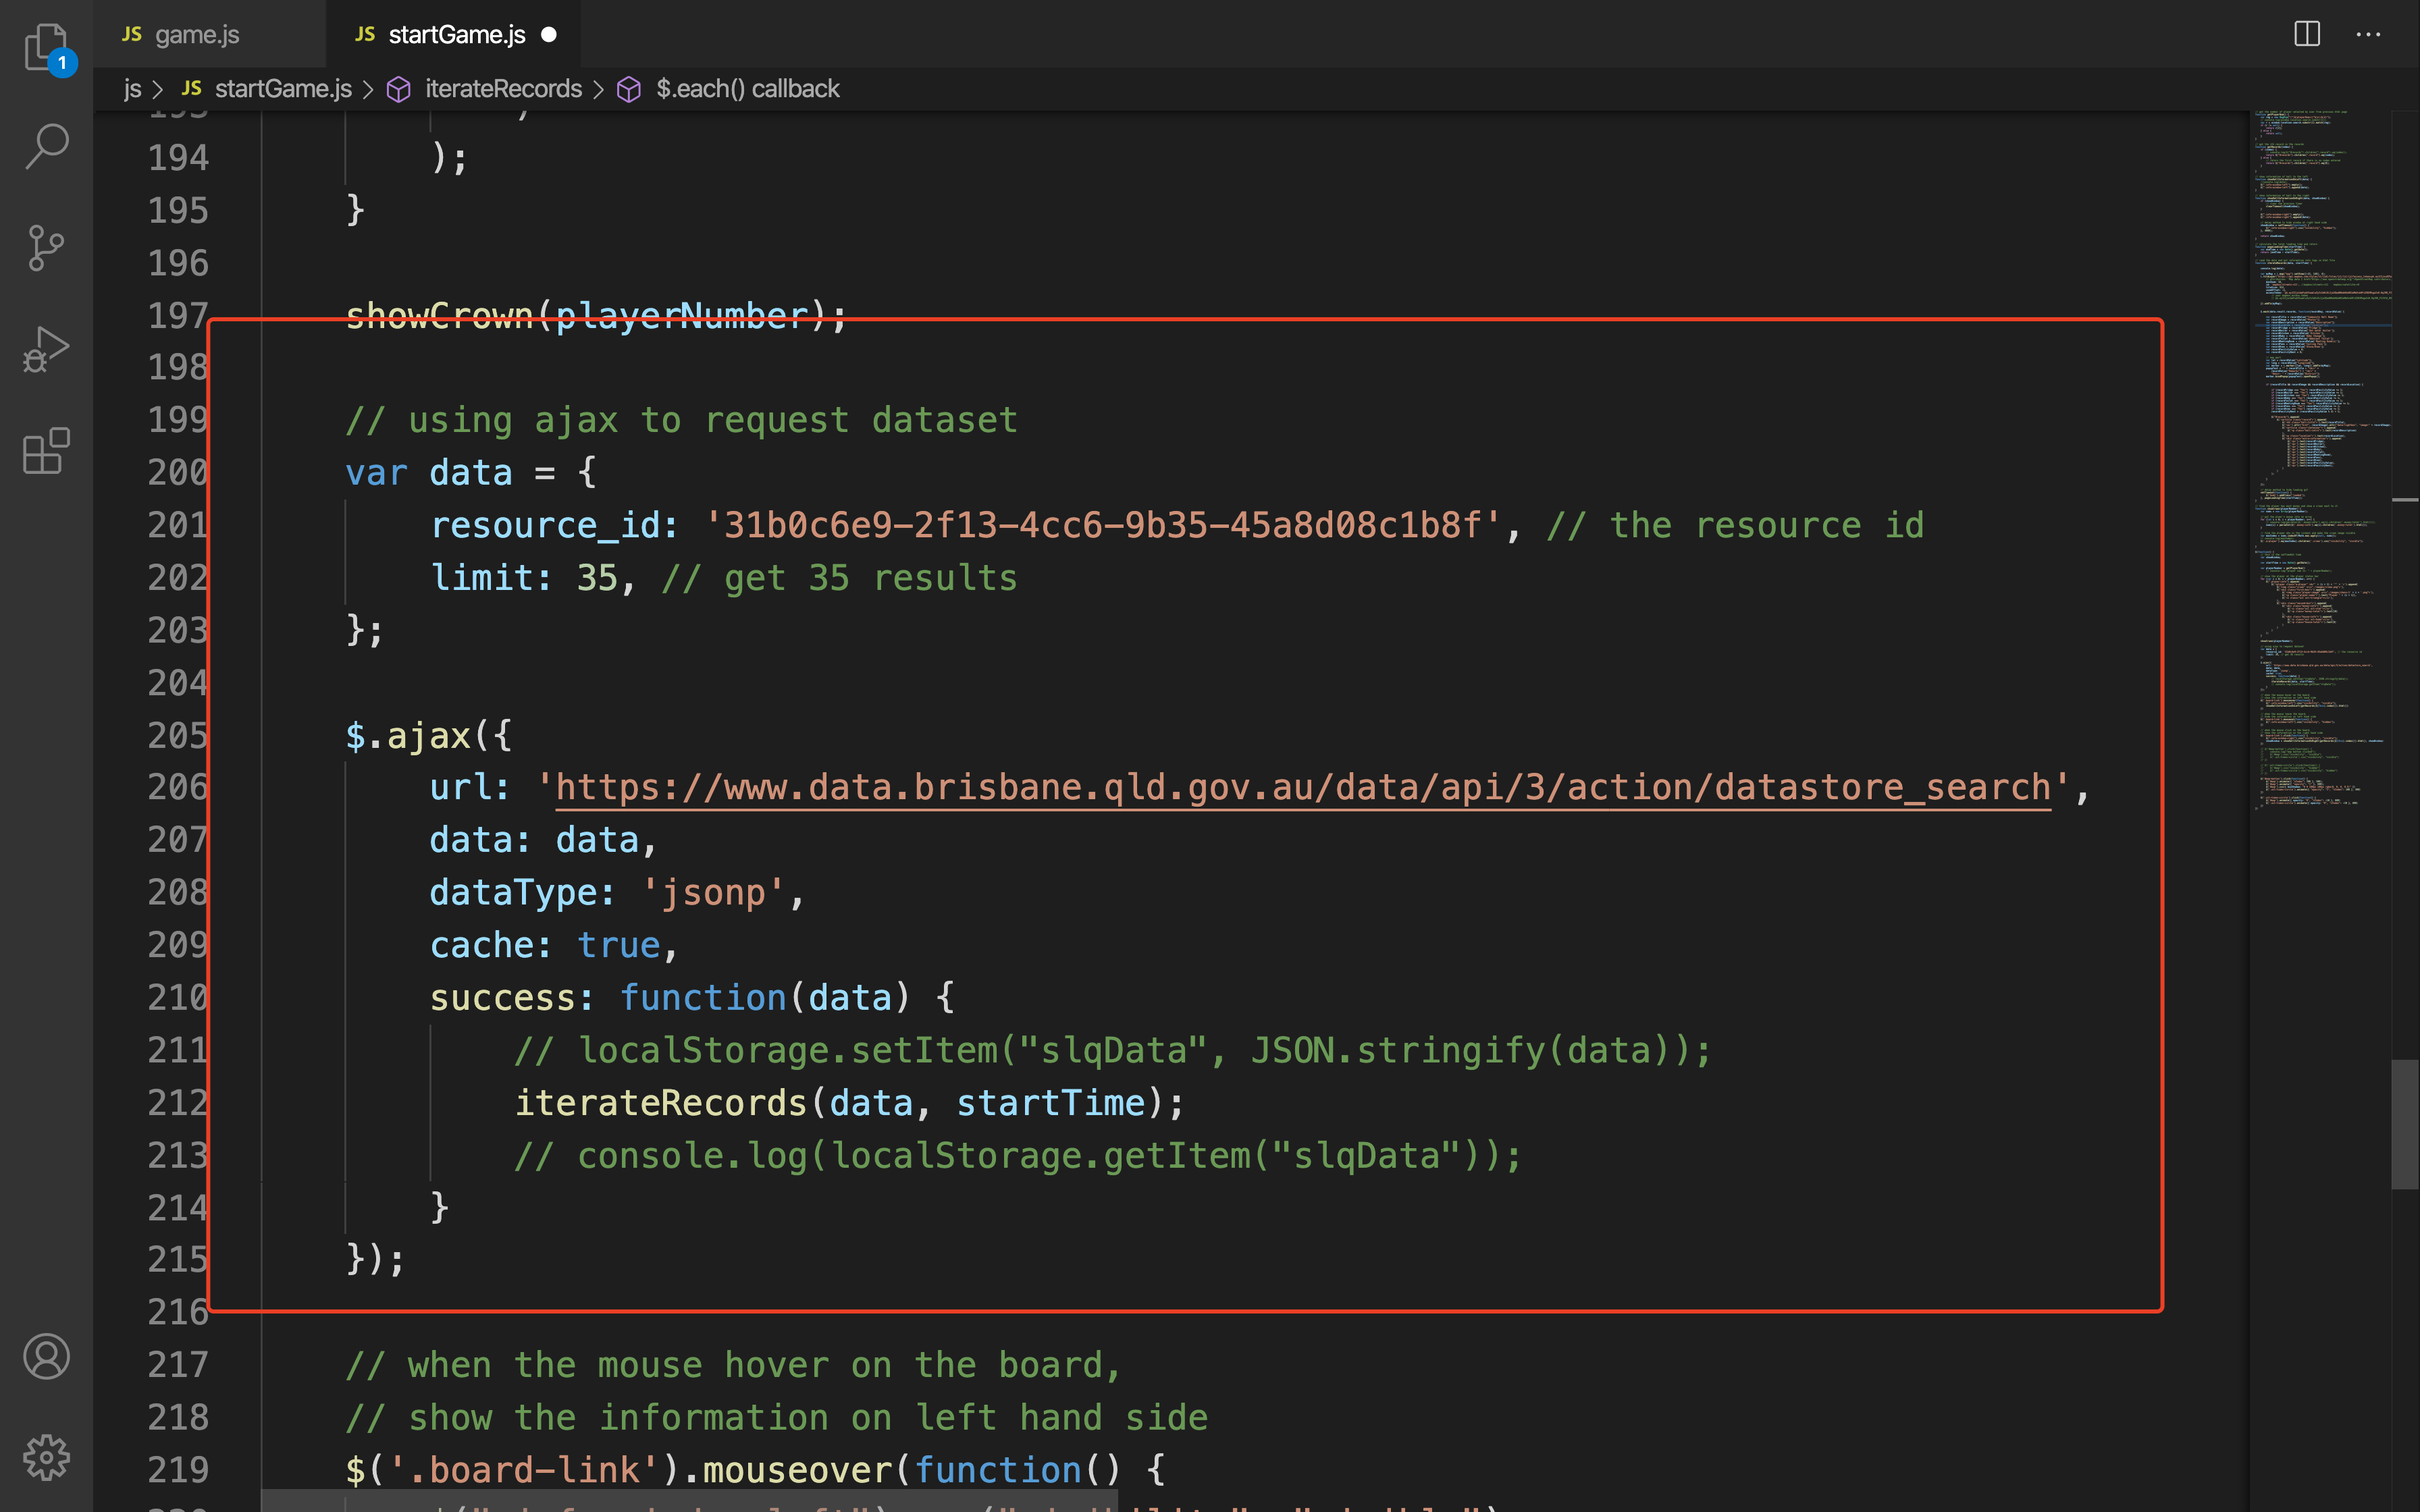 JS game.js JS startGame.js
1
js > JS startGame.js > iterateRecords > $.each() callback
194 );
195 }
196
197 showCrown(playerNumber);
198
199 // using ajax to request dataset
200 var data = {
201 resource_id: '31b0c6e9-2f13-4cc6-9b35-45a8d08c1b8f', // the resource id
202 limit: 35, // get 35 results
203 };
204
205 $.ajax({
206 url: 'https://www.data.brisbane.qld.gov.au/data/api/3/action/datastore_search',
207 data: data,
208 dataType: 'jsonp',
209 cache: true,
210 success: function(data) {
211 // localStorage.setItem("slqData", JSON.stringify(data));
212 iterateRecords(data, startTime);
213 // console.log(localStorage.getItem("slqData"));
214 }
215 });
216
217 // when the mouse hover on the board,
218 // show the information on left hand side
219 $('.board-link').mouseover(function() {